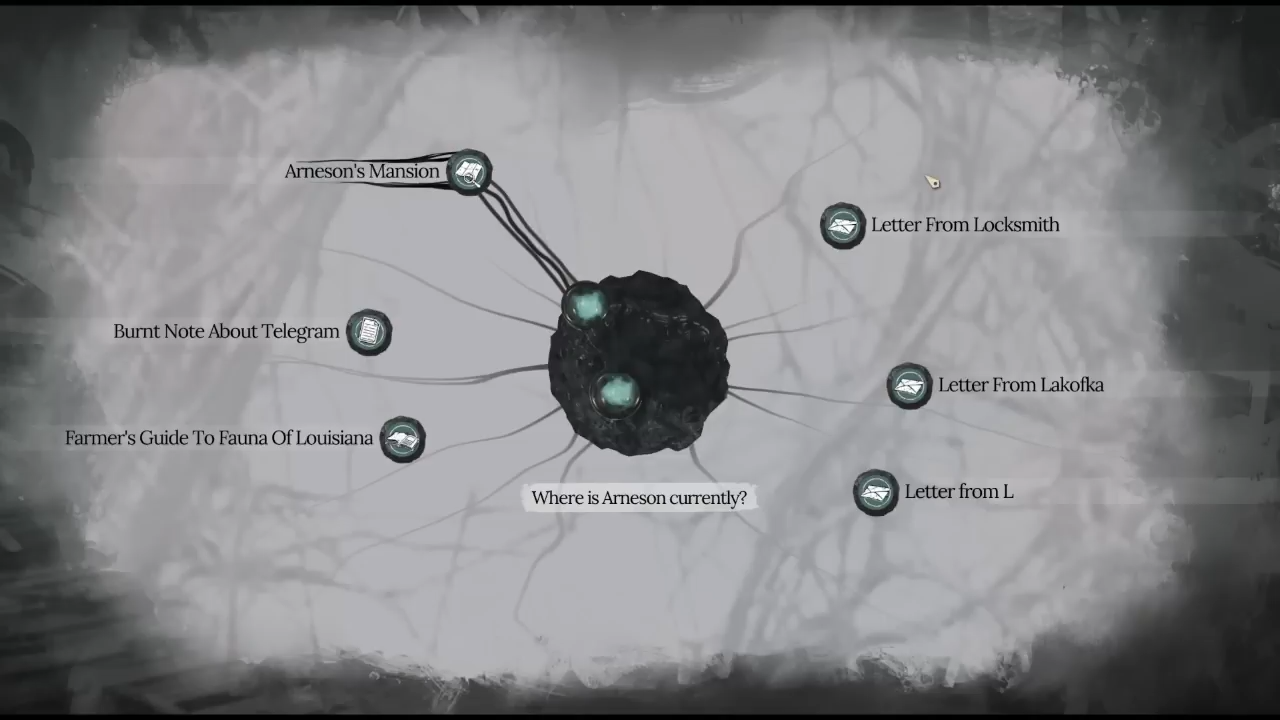 Arneson's Mansion
Letter From Locksmith
Burnt Note About Telegram
Letter From Lakofka
Farmer's Guide To Fauna Of Louisiana
Letter from L
Where is Arneson currently?